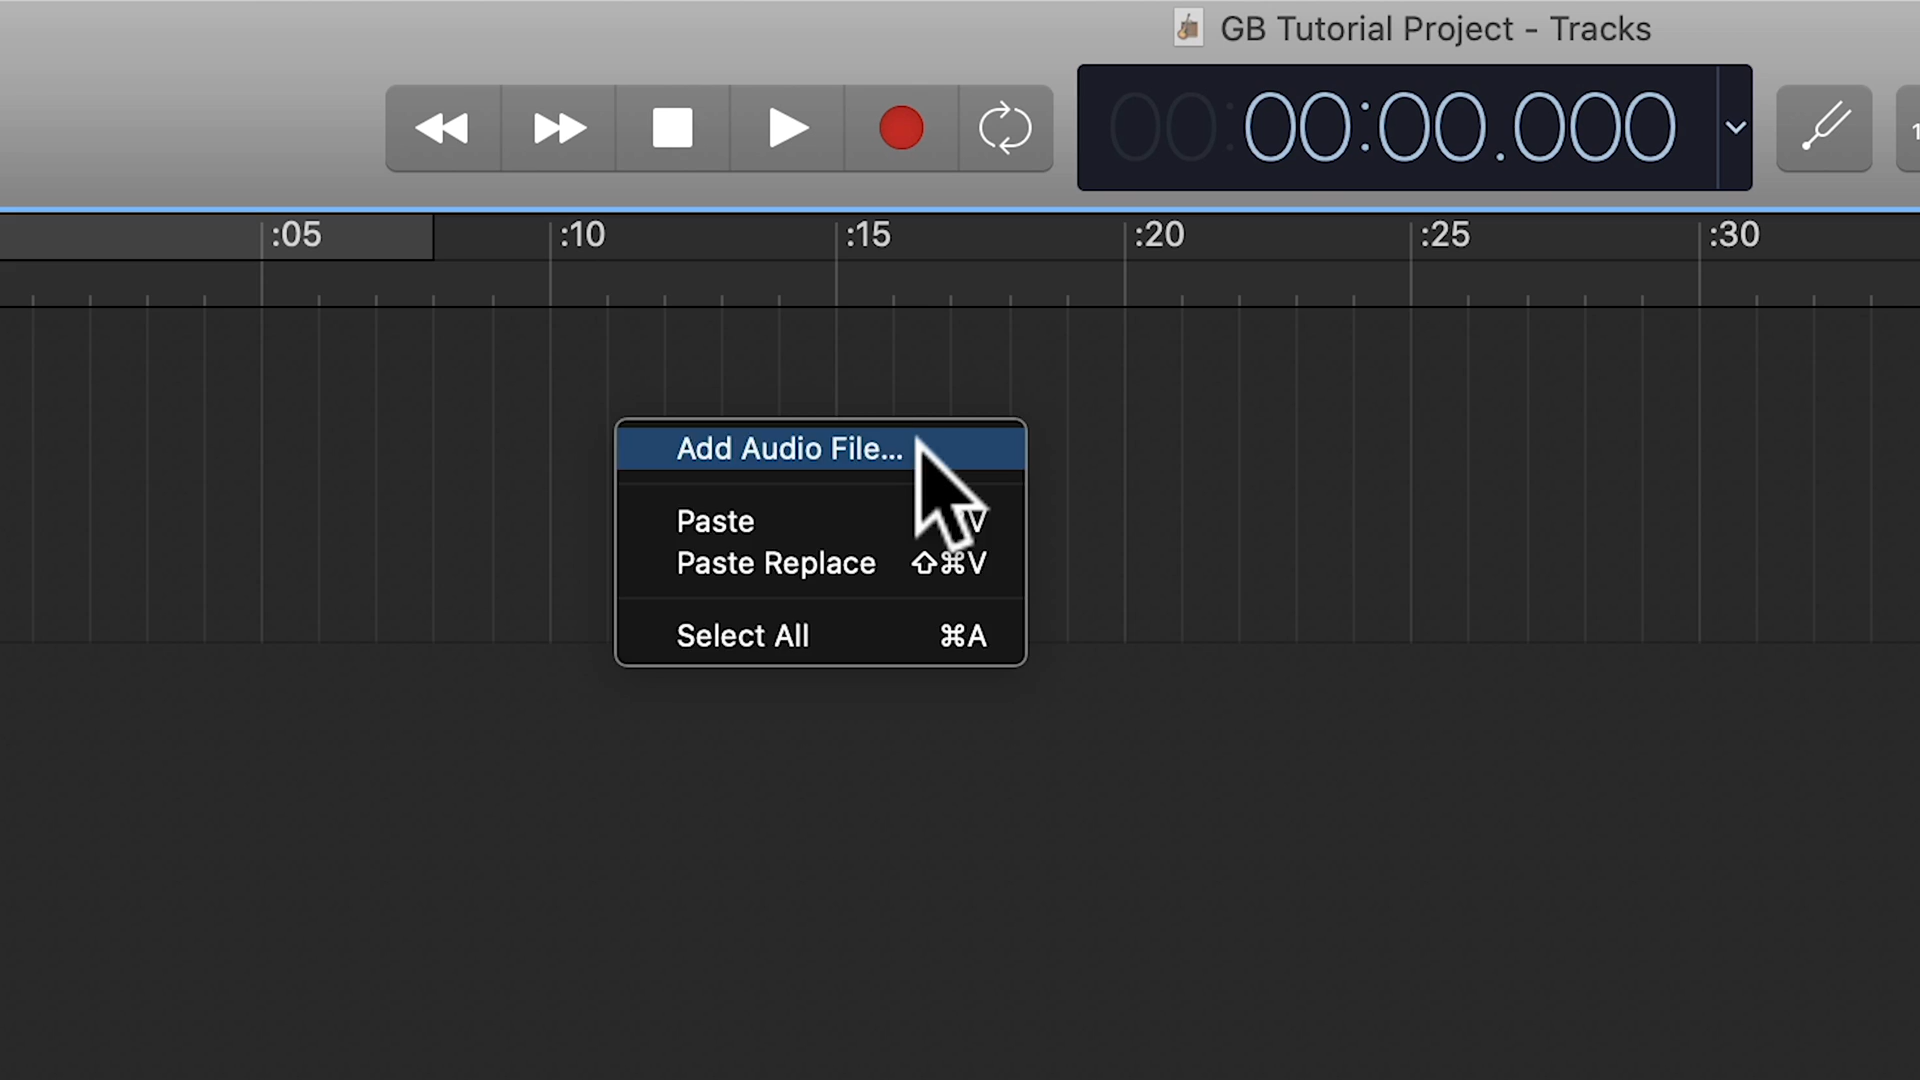 GB Tutorial Project - Tracks
00:00:00.000
:05 :10 :15 :20 :25 :30
Add Audio File...
Paste V
Paste Replace ⇧⌘V
Select All ⌘A